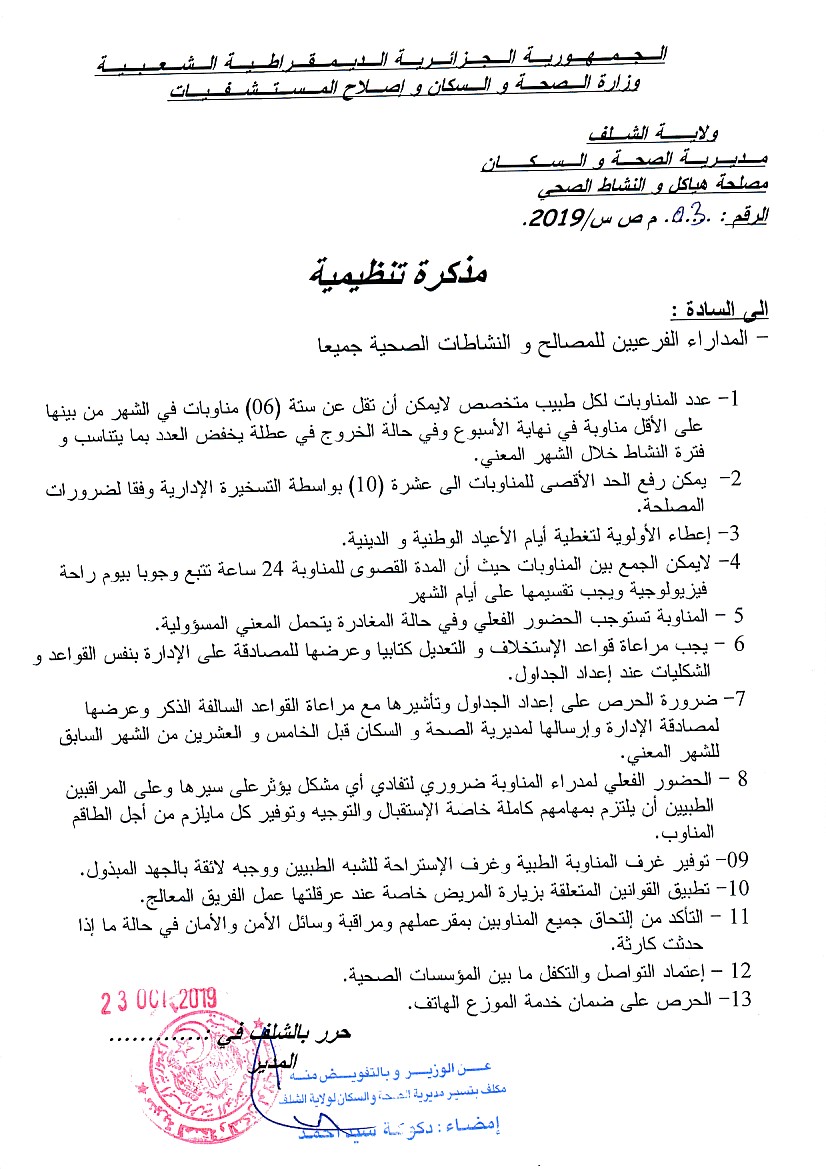 الجمهورية الجزائرية الديمقراطية الشعبية
وزارة الصحة و السكان و إصلاح المستشفيات
ولاية الشلف
مديرية الصحة و السكان
مصلحة هياكل و النشاط الصحي
الرقم : م ص س/2019.
مذكرة تنظيمية
الى السادة :
– المداراء الفرعيين للمصالح و النشاطات الصحية جميعا
1– عدد المناوبات لكل طبيب متخصص لايمكن أن تقل عن ستة (06) مناوبات في الشهر من بينها
على الأقل مناوبة في نهاية الأسبوع وفي حالة الخروج في عطلة يخفض العدد بما يتناسب و
فترة النشاط خلال الشهر المعني.
2– يمكن رفع الحد الأقصى للمناوبات الى عشرة (10) بواسطة التسخيرة الإدارية وفقا لضرورات
المصلحة.
3– إعطاء الأولوية لتغطية أيام الأعياد الوطنية و الدينية.
4– لايمكن الجمع بين المناوبات حيث أن المدة القصوى للمناوبة 24 ساعة تتبع وجوبا بيوم راحة
فيزيولوجية ويجب تقسيمها على أيام الشهر
5 – المناوبة تستوجب الحضور الفعلي وفي حالة المغادرة يتحمل المعني المسؤولية.
6 – يجب مراعاة قواعد الإستخلاف و التعديل كتابيا وعرضها للمصادقة على الإدارة بنفس القواعد و
الشكليات عند إعداد الجداول.
7– ضرورة الحرص على إعداد الجداول وتأشيرها مع مراعاة القواعد السالفة الذكر وعرضها
لمصادقة الإدارة وإرسالها لمديرية الصحة و السكان قبل الخامس و العشرين من الشهر السابق
للشهر المعني.
8 – الحضور الفعلي لمدراء المناوبة ضروري لتفادي أي مشكل يؤثرعلى سيرها وعلى المراقبين
الطبيين أن يلتزم بمهامهم كاملة خاصة الإستقبال والتوجيه وتوفير كل مايلزم من أجل الطاقم
المناوب.
09– توفير غرف المناوبة الطبية وغرف الإستراحة للشبه الطبيين ووجبه لائقة بالجهد المبذول.
10– تطبيق القوانين المتعلقة بزيارة المريض خاصة عند عرقلتها عمل الفريق المعالج.
11 – التأكد من إلتحاق جميع المناوبين بمقرعملهم ومراقبة وسائل الأمن والأمان في حالة ما إذا
حدثت كارثة.
12 – إعتماد التواصل والتكفل ما بين المؤسسات الصحية.
13– الحرص على ضمان خدمة الموزع الهاتف.
23 OCT. 2019
حرر بالشلف في :.............
المدير
عن الوزير و بالتفويض منه
مكلف بتسير مديرية الصحة والسكان لولاية الشلف
إمضاء : دكومة سيد احمد